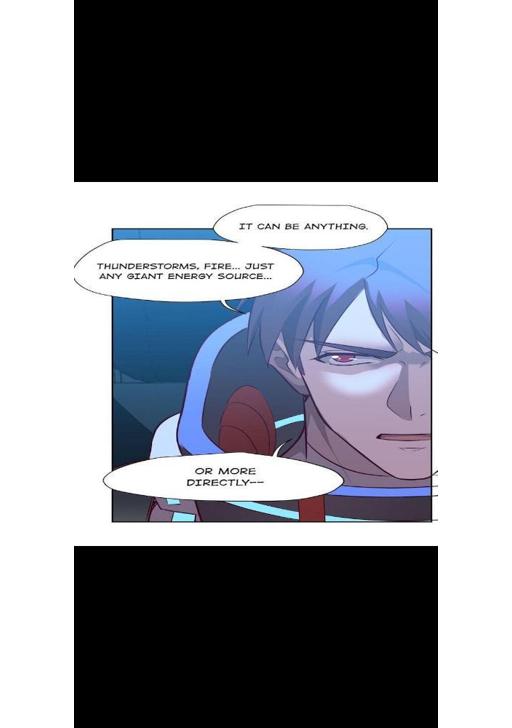 IT CAN BE ANYTHING.
THUNDERSTORMS, FIRE... JUST
ANY GIANT ENERGY SOURCE...
OR MORE
DIRECTLY--